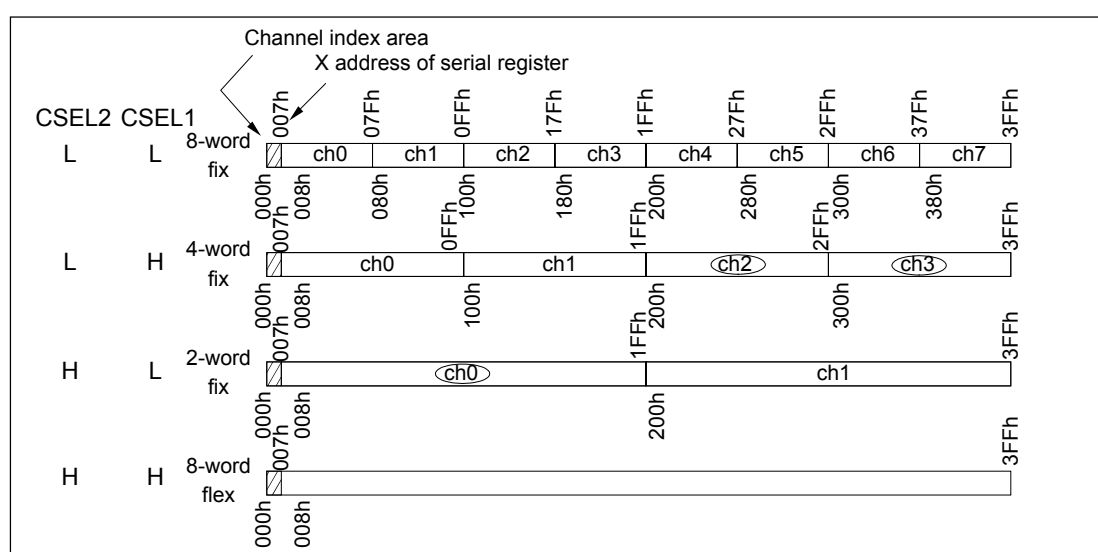 Channel index area
X address of serial register
CSEL2 CSEL1
007h 07Fh 0FFh 17Fh 1FFh 27Fh 2FFh 37Fh 3FFh
L L 8-word fix ch0 ch1 ch2 ch3 ch4 ch5 ch6 ch7
000h 008h 080h 100h 180h 200h 280h 300h 380h
007h 0FFh 1FFh 2FFh 3FFh
L H 4-word fix ch0 ch1 ch2 ch3
000h 008h 100h 200h 300h
007h 1FFh 3FFh
H L 2-word fix ch0 ch1
000h 008h 200h
007h 3FFh
H H 8-word flex
000h 008h